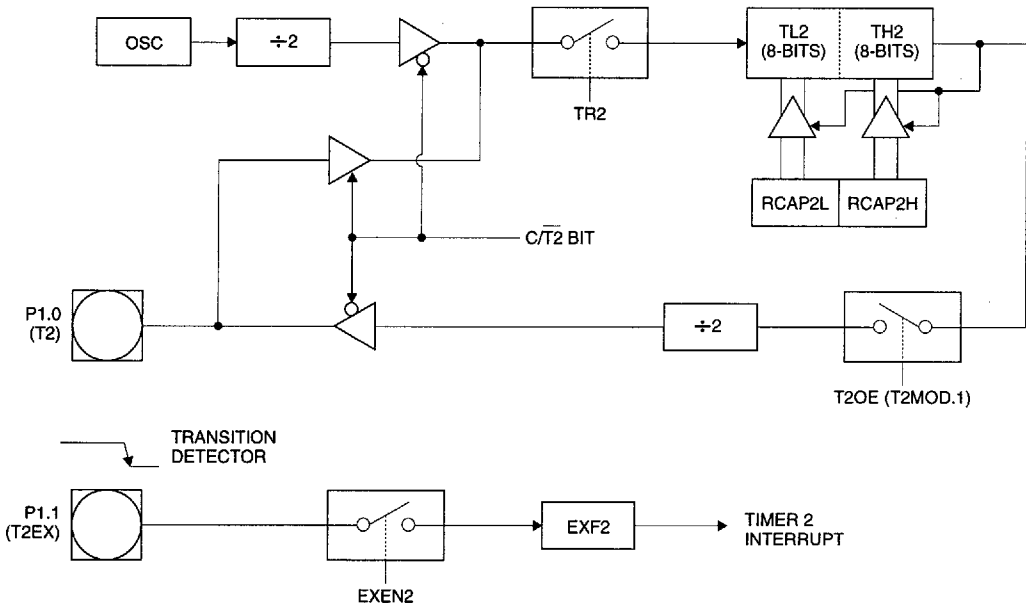 OSC
÷2
TR2
TL2
(8-BITS)
TH2
(8-BITS)
RCAP2L
RCAP2H
C/T2̅ BIT
P1.0
(T2)
÷2
T2OE (T2MOD.1)
TRANSITION
DETECTOR
P1.1
(T2EX)
EXEN2
EXF2
TIMER 2
INTERRUPT